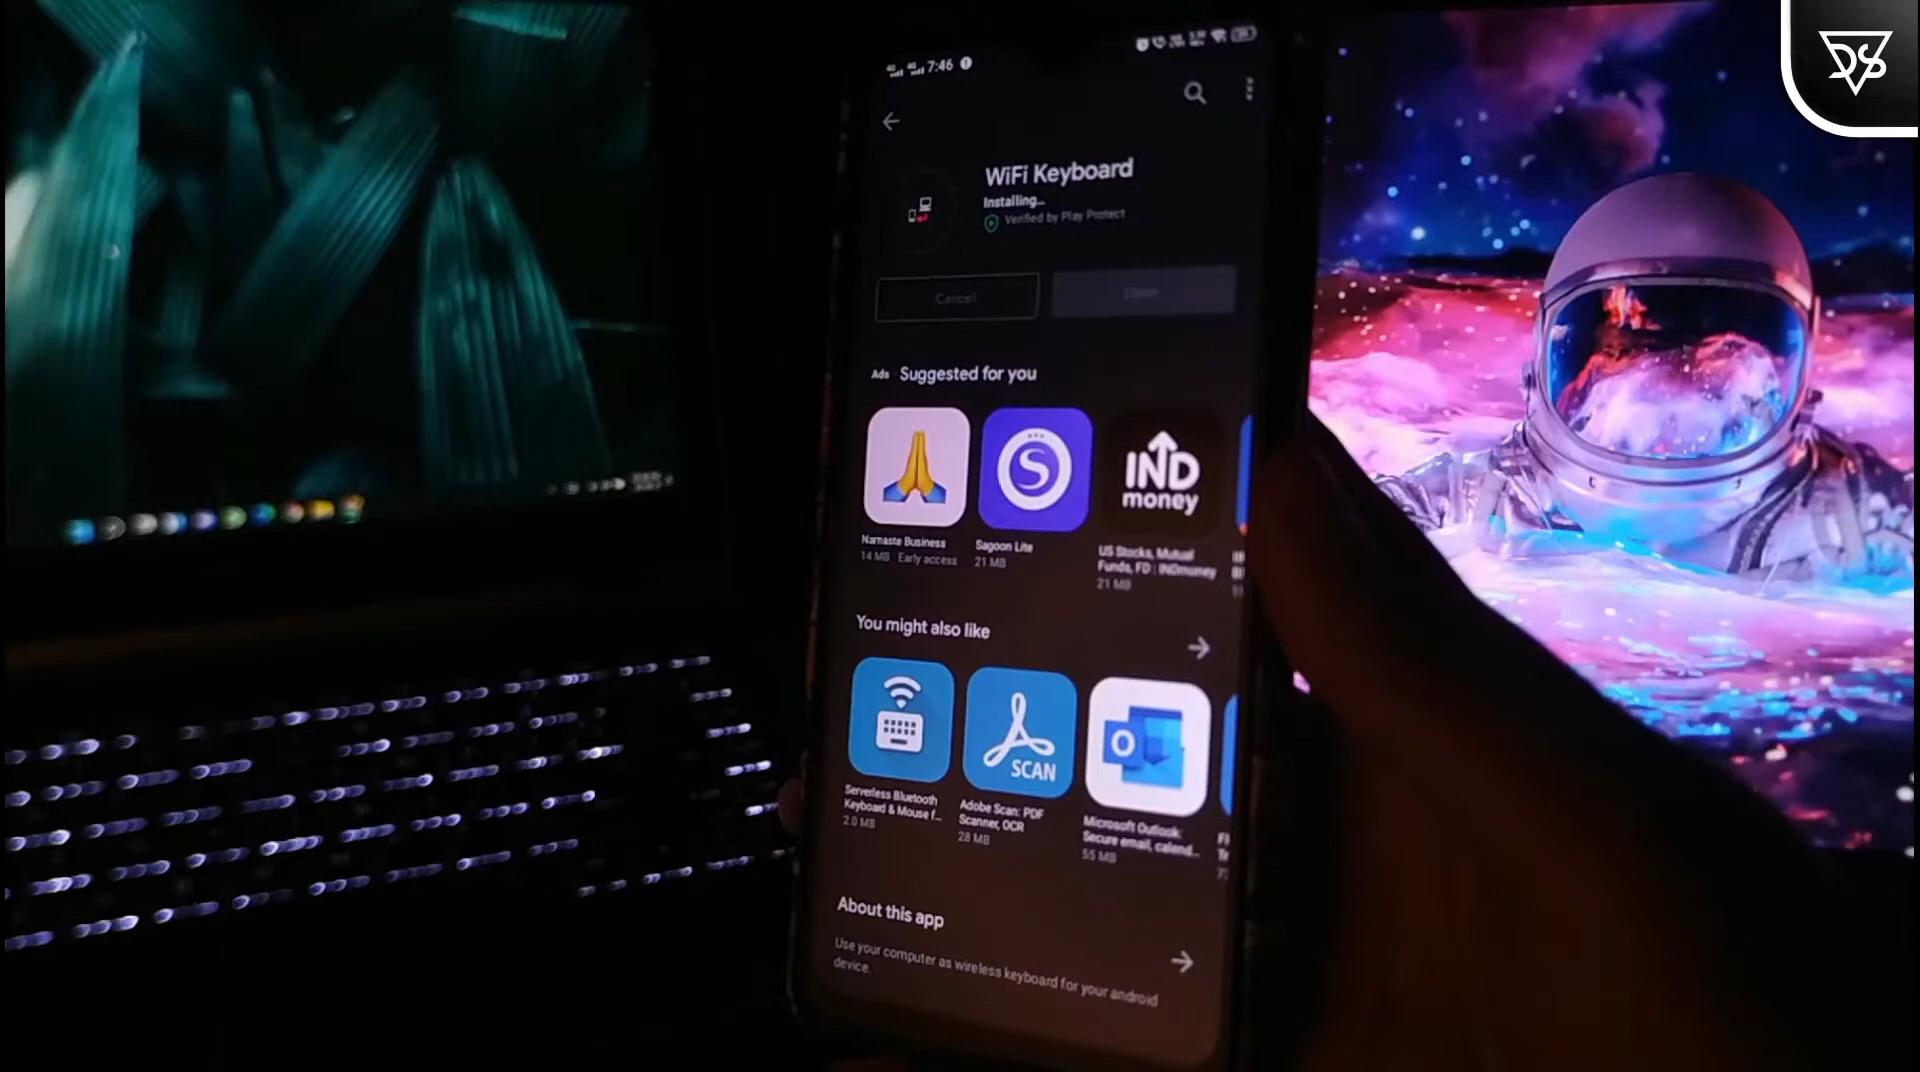 7:46
WiFi Keyboard
Installing...
Verified by Play Protect
Cancel
Open
Ads Suggested for you
IND
money
Namaste Business
14 MB Early access
Sagoon Lite
21 MB
US Stocks, Mutual
Funds, FD : INDmoney
21 MB
You might also like
SCAN
Serverless Bluetooth
Keyboard & Mouse f...
2.0 MB
Adobe Scan: PDF
Scanner, OCR
28 MB
Microsoft Outlook:
Secure email, calend...
55 MB
About this app
Use your computer as wireless keyboard for your android
device.